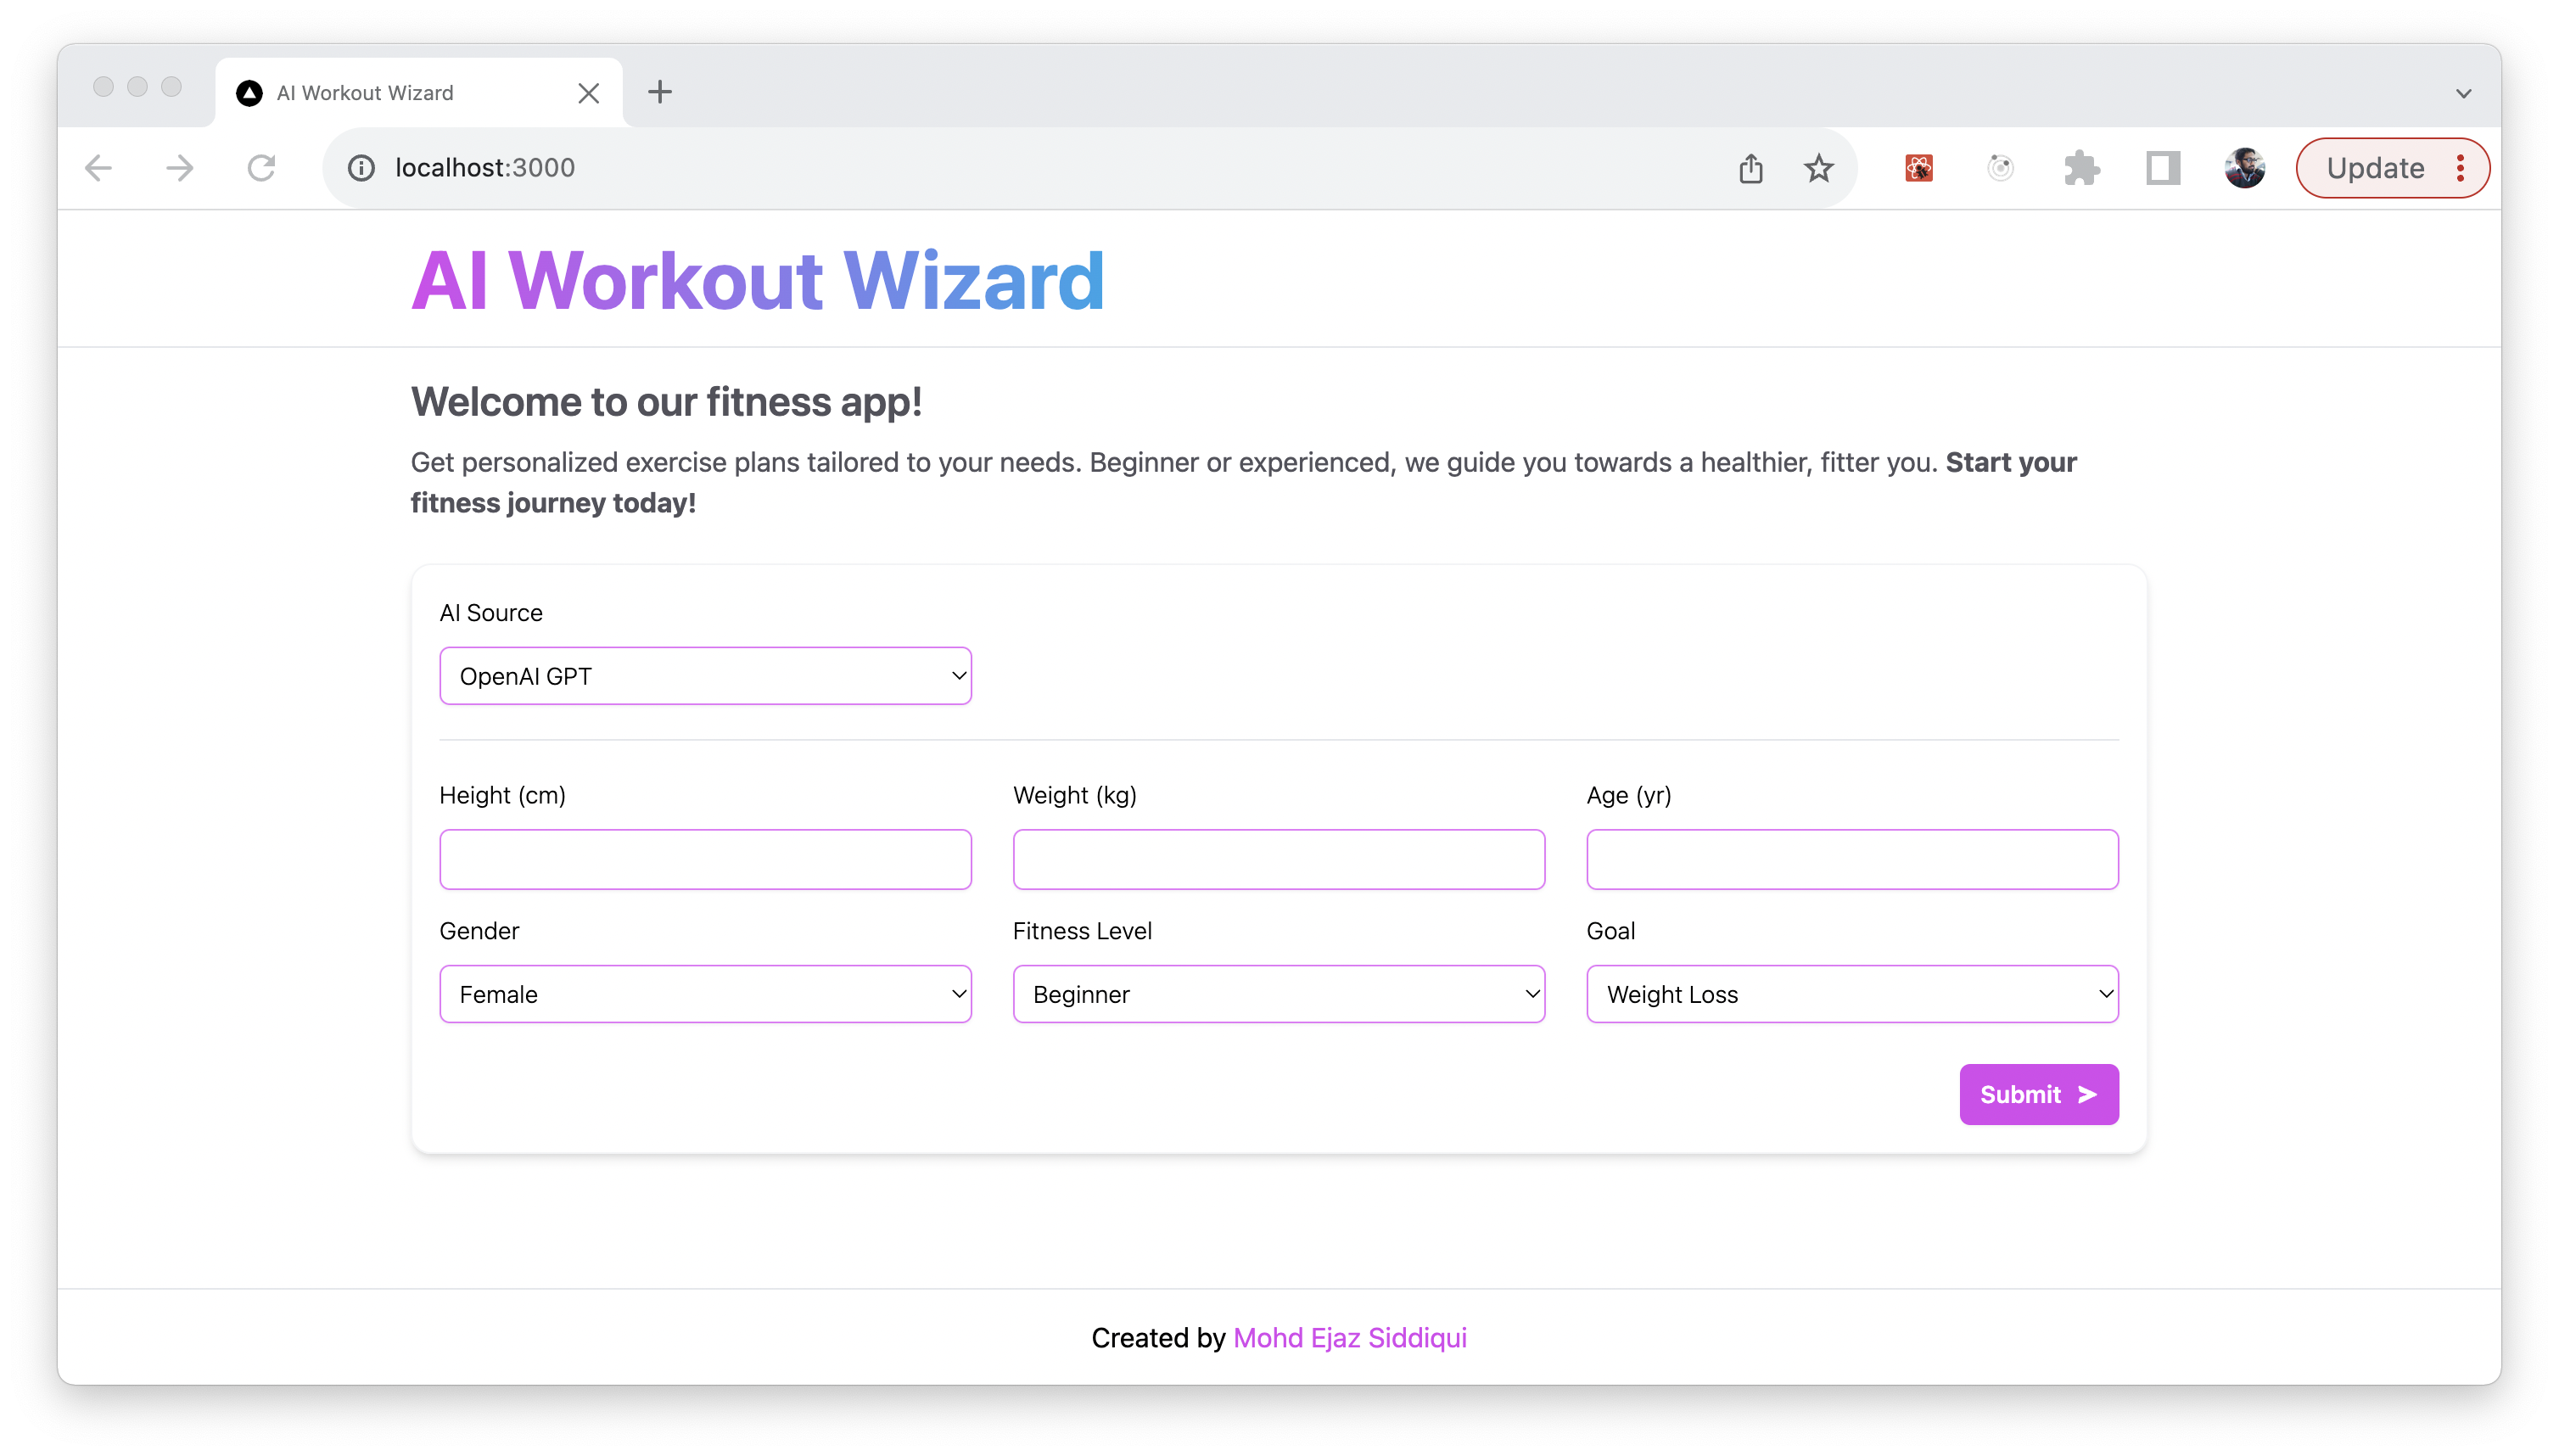 AI Workout Wizard
localhost:3000
Update
AI Workout Wizard
Welcome to our fitness app!
Get personalized exercise plans tailored to your needs. Beginner or experienced, we guide you towards a healthier, fitter you. Start your
fitness journey today!
AI Source
OpenAI GPT
Height (cm)
Weight (kg)
Age (yr)
Gender
Fitness Level
Goal
Female
Beginner
Weight Loss
Submit
Created by Mohd Ejaz Siddiqui